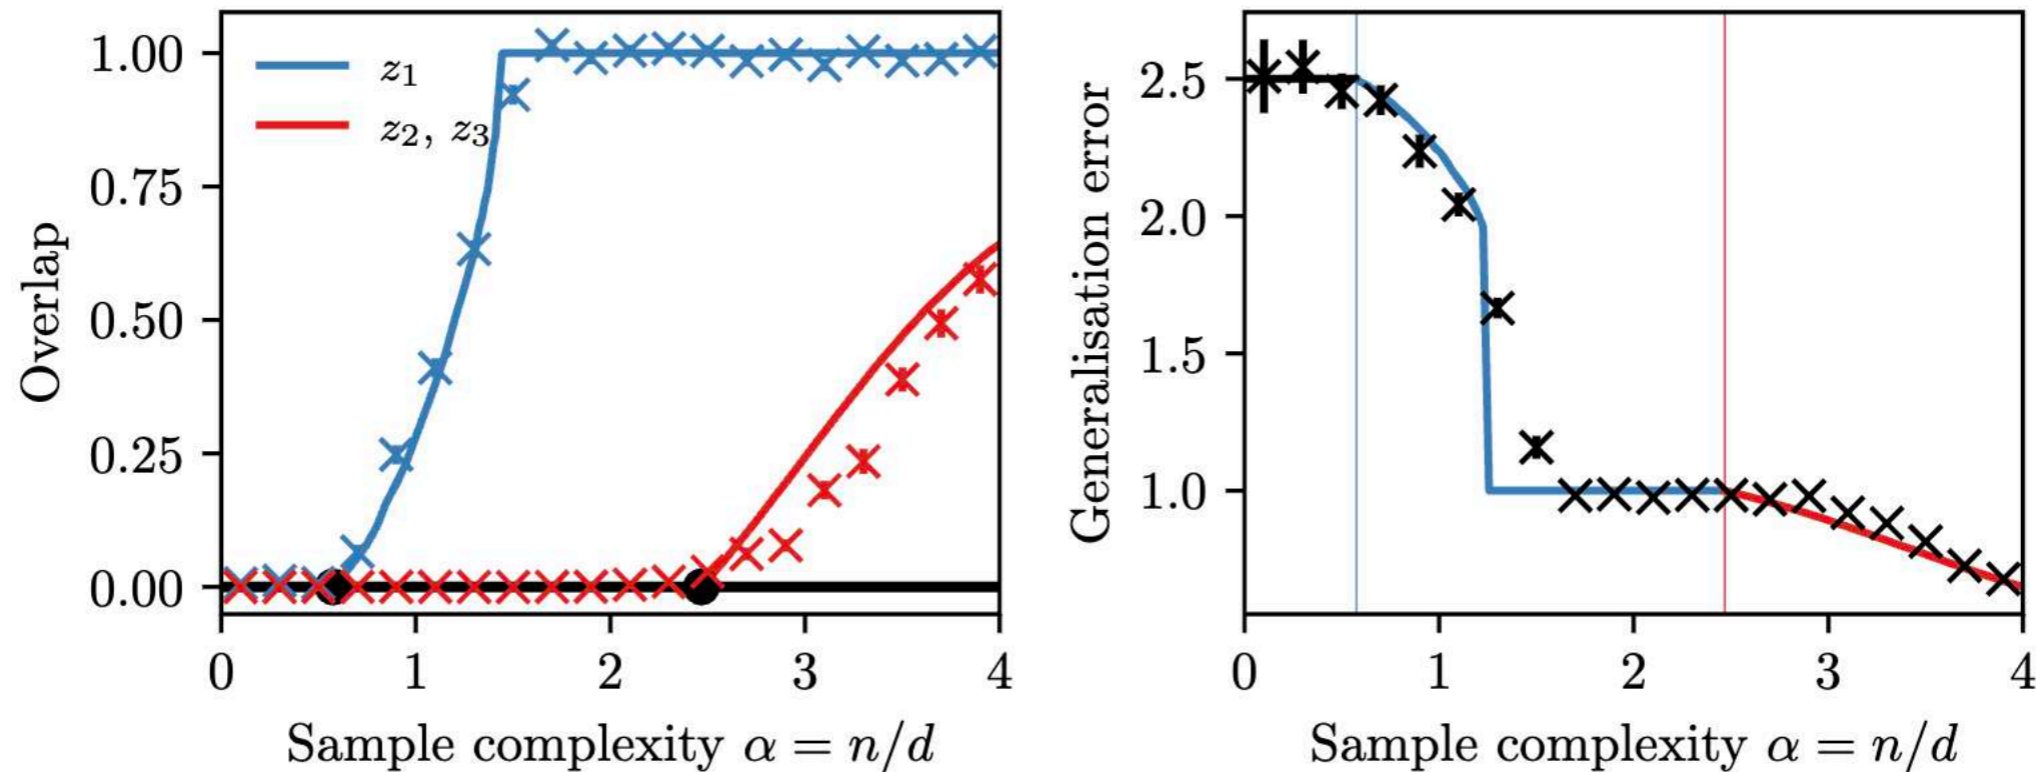 Overlap
1.00
0.75
0.50
0.25
0.00
z1
z2, z3
0 1 2 3 4
Sample complexity α = n/d
Generalisation error
2.5
2.0
1.5
1.0
0 1 2 3 4
Sample complexity α = n/d